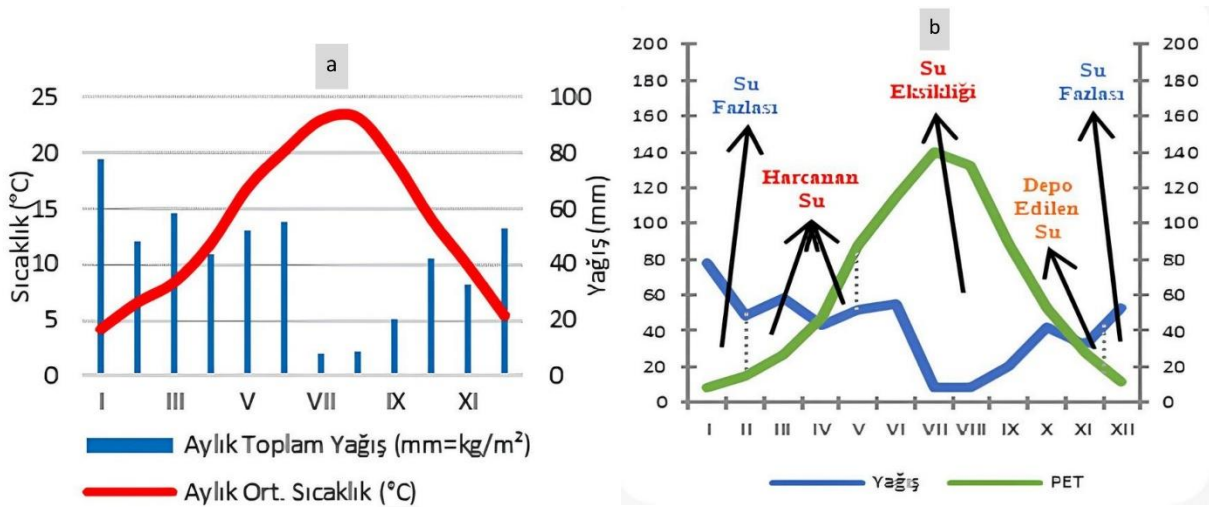 a
25
20
15
10
5
0
Sıcaklık (°C)
100
80
60
40
20
0
Yağış (mm)
I III V VII IX XI
Aylık Toplam Yağış (mm=kg/m²)
Aylık Ort. Sıcaklık (°C)
b
200
180
160
140
120
100
80
60
40
20
0
Su
Fazlası
Harcanan
Su
Su
Eksikliği
Depo
Edilen
Su
Su
Fazlası
200
180
160
140
120
100
80
60
40
20
0
I II III IV V VI VII VIII IX X XI XII
Yağış PET